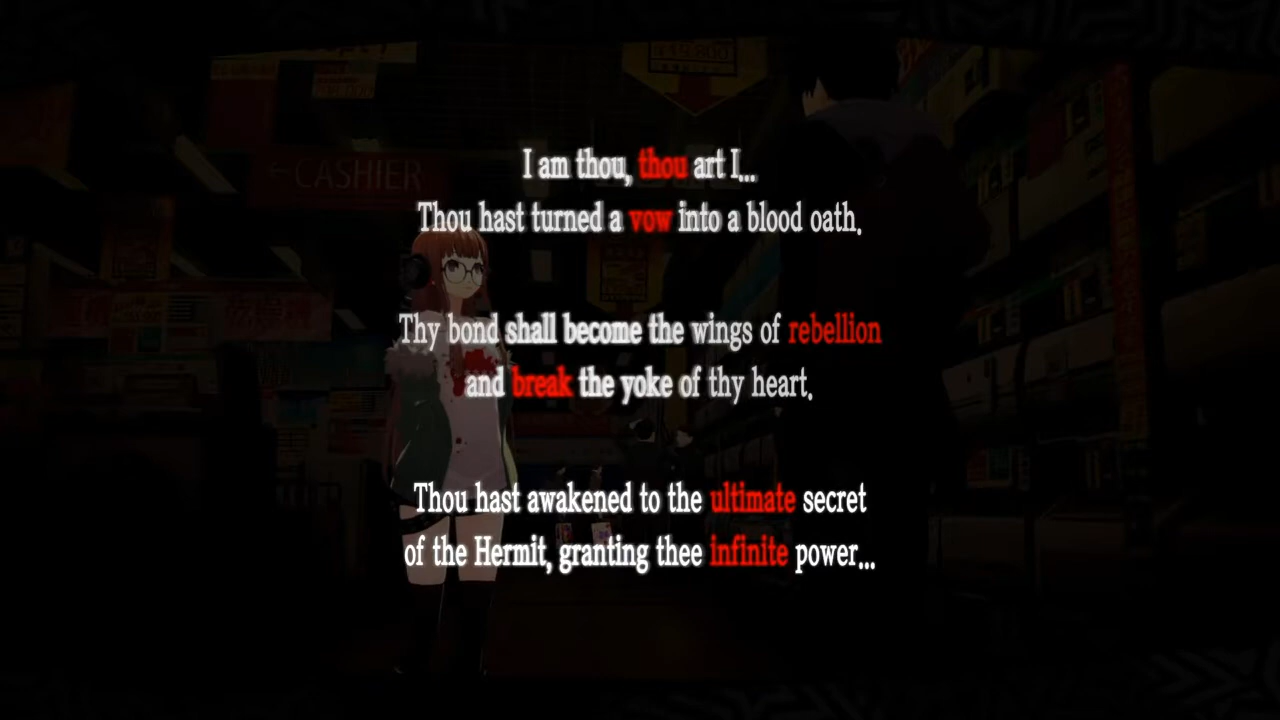 ←CASHIER
I am thou, thou art I...
Thou hast turned a vow into a blood oath.
Thy bond shall become the wings of rebellion
and break the yoke of thy heart.
Thou hast awakened to the ultimate secret
of the Hermit, granting thee infinite power...